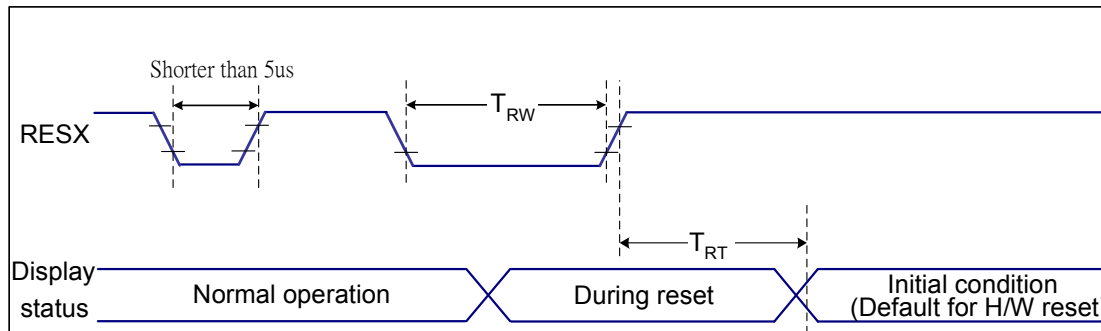 Shorter than 5us
TRW
RESX
TRT
Display
status
Normal operation
During reset
Initial condition
(Default for H/W reset)